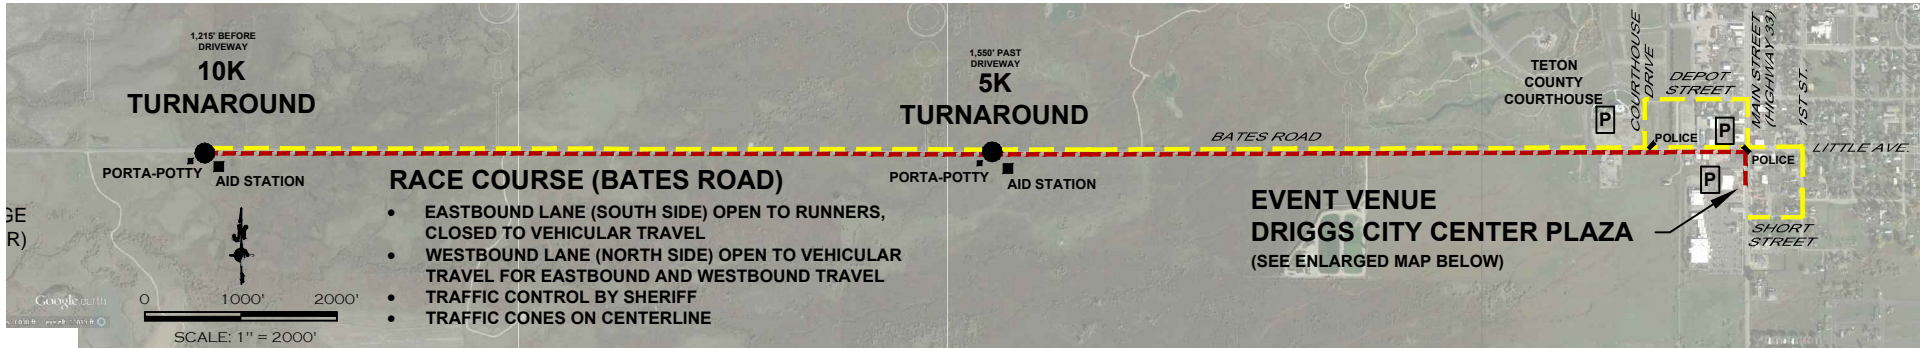 1,215' BEFORE
DRIVEWAY
10K
TURNAROUND
PORTA-POTTY
AID STATION
1,550' PAST
DRIVEWAY
5K
TURNAROUND
PORTA-POTTY
AID STATION
BATES ROAD
TETON
COUNTY
COURTHOUSE
P
COURTHOUSE
DRIVE
DEPOT
STREET
MAIN STREET
(HIGHWAY 33)
1ST ST.
POLICE
P
POLICE
LITTLE AVE.
P
SHORT
STREET
RACE COURSE (BATES ROAD)
• EASTBOUND LANE (SOUTH SIDE) OPEN TO RUNNERS,
CLOSED TO VEHICULAR TRAVEL
• WESTBOUND LANE (NORTH SIDE) OPEN TO VEHICULAR
TRAVEL FOR EASTBOUND AND WESTBOUND TRAVEL
• TRAFFIC CONTROL BY SHERIFF
• TRAFFIC CONES ON CENTERLINE
EVENT VENUE
DRIGGS CITY CENTER PLAZA
(SEE ENLARGED MAP BELOW)
GE
R)
N
Google earth
0 1000' 2000'
SCALE: 1" = 2000'